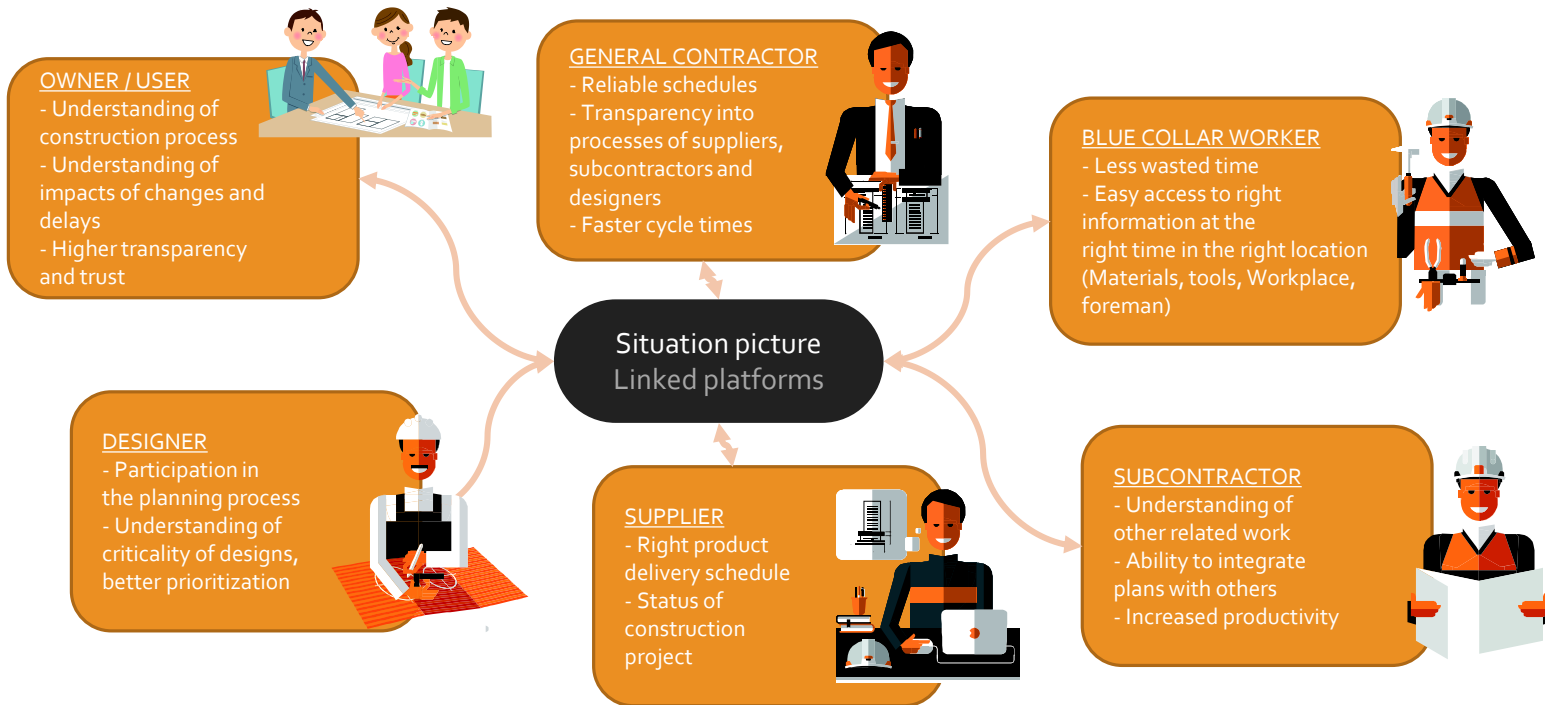 OWNER / USER
- Understanding of
construction process
- Understanding of
impacts of changes and
delays
- Higher transparency
and trust
GENERAL CONTRACTOR
- Reliable schedules
- Transparency into
processes of suppliers,
subcontractors and
designers
- Faster cycle times
BLUE COLLAR WORKER
- Less wasted time
- Easy access to right
information at the
right time in the right location
(Materials, tools, Workplace,
foreman)
Situation picture
Linked platforms
DESIGNER
- Participation in
the planning process
- Understanding of
criticality of designs,
better prioritization
SUPPLIER
- Right product
delivery schedule
- Status of
construction
project
SUBCONTRACTOR
- Understanding of
other related work
- Ability to integrate
plans with others
- Increased productivity